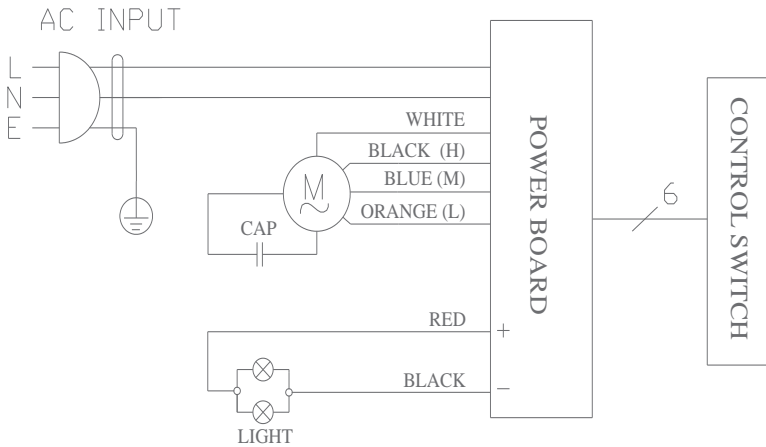 AC INPUT
L
N
E
WHITE
BLACK (H)
BLUE (M)
ORANGE (L)
M
CAP
RED
+
BLACK
−
LIGHT
POWER BOARD
6
CONTROL SWITCH